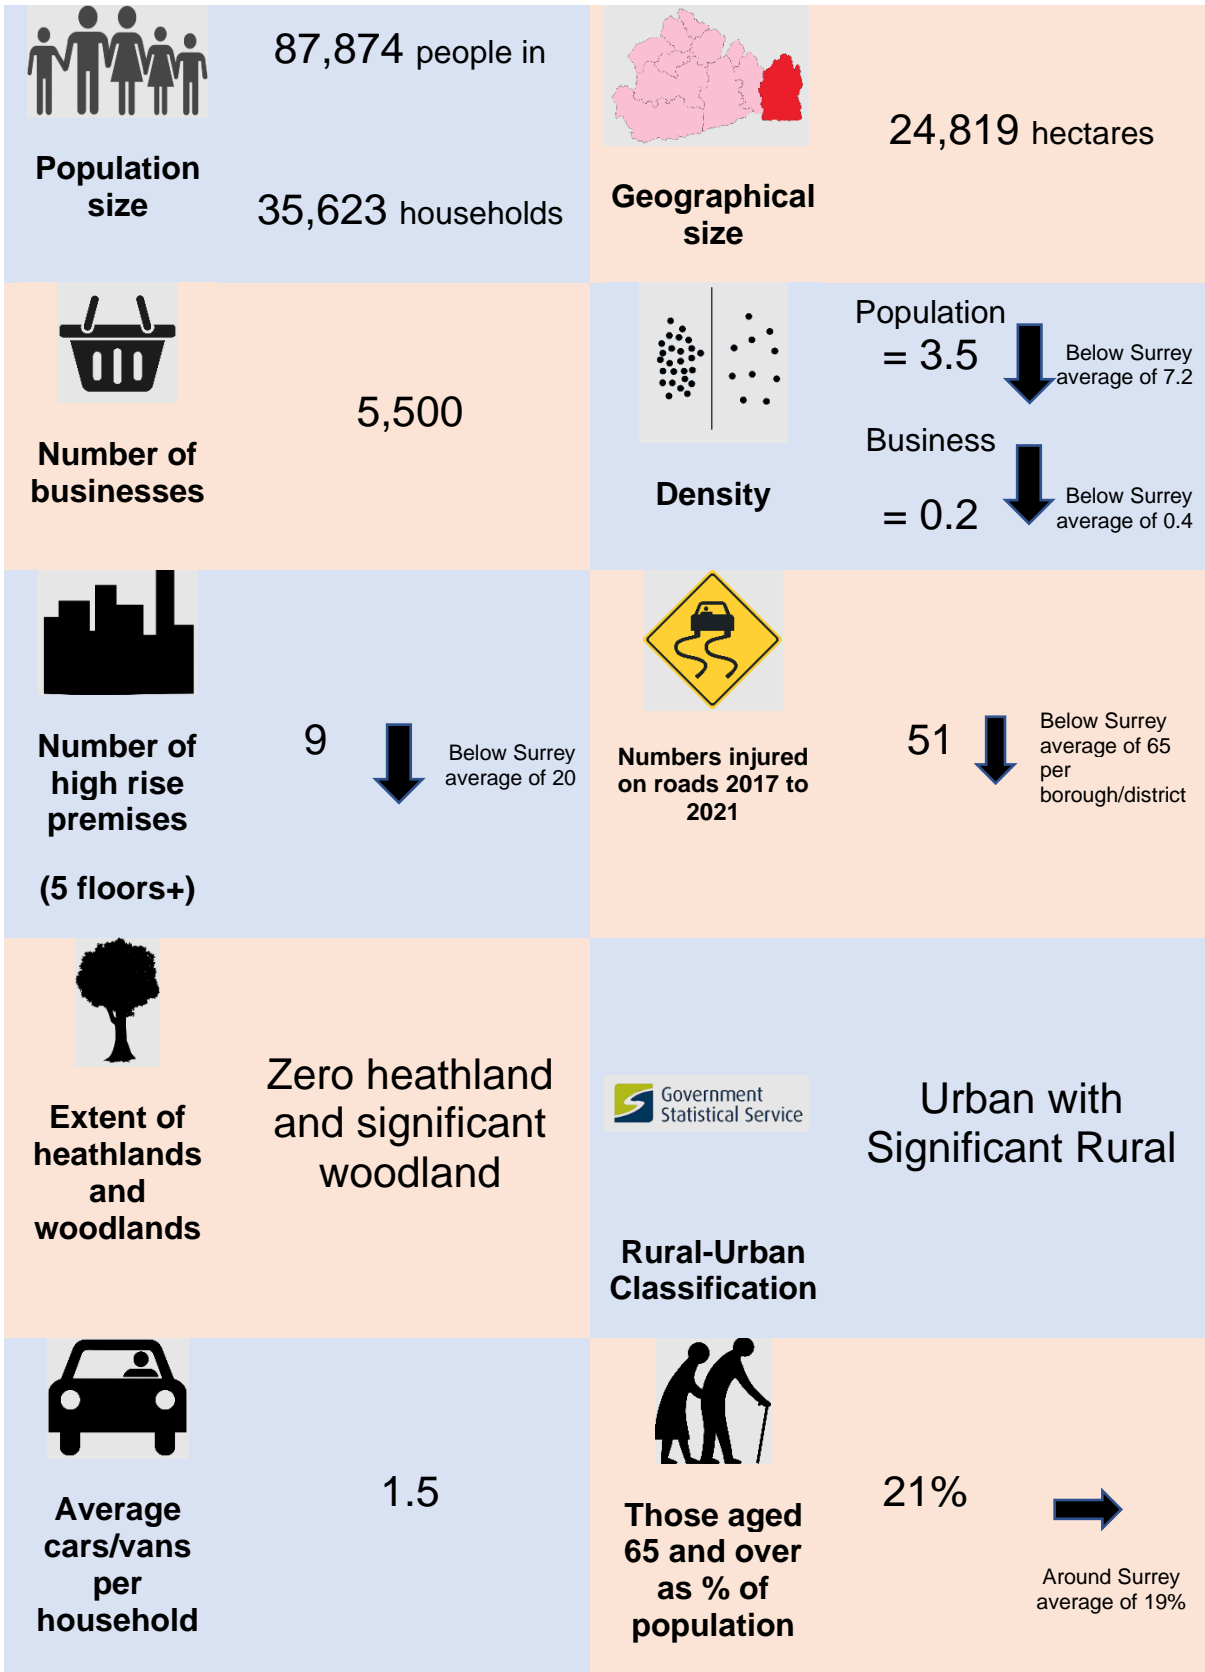 87,874 people in
35,623 households
Population
size
24,819 hectares
Geographical
size
5,500
Number of
businesses
Population
= 3.5
Below Surrey
average of 7.2
Business
= 0.2
Below Surrey
average of 0.4
Density
Number of
high rise
premises
(5 floors+)
9
Below Surrey
average of 20
Numbers injured
on roads 2017 to
2021
51
Below Surrey
average of 65
per
borough/district
Extent of
heathlands
and
woodlands
Zero heathland
and significant
woodland
Government
Statistical Service
Rural-Urban
Classification
Urban with
Significant Rural
Average
cars/vans
per
household
1.5
Those aged
65 and over
as % of
population
21%
Around Surrey
average of 19%